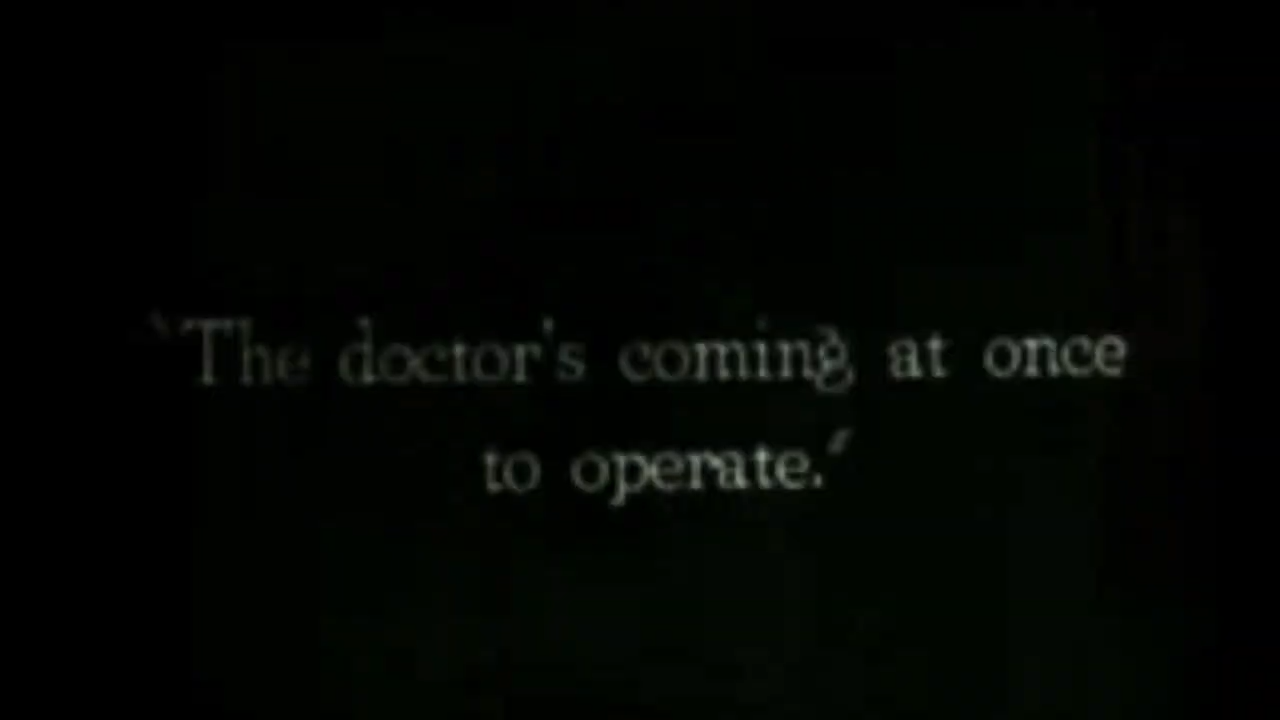 "The doctor's coming at once
to operate."